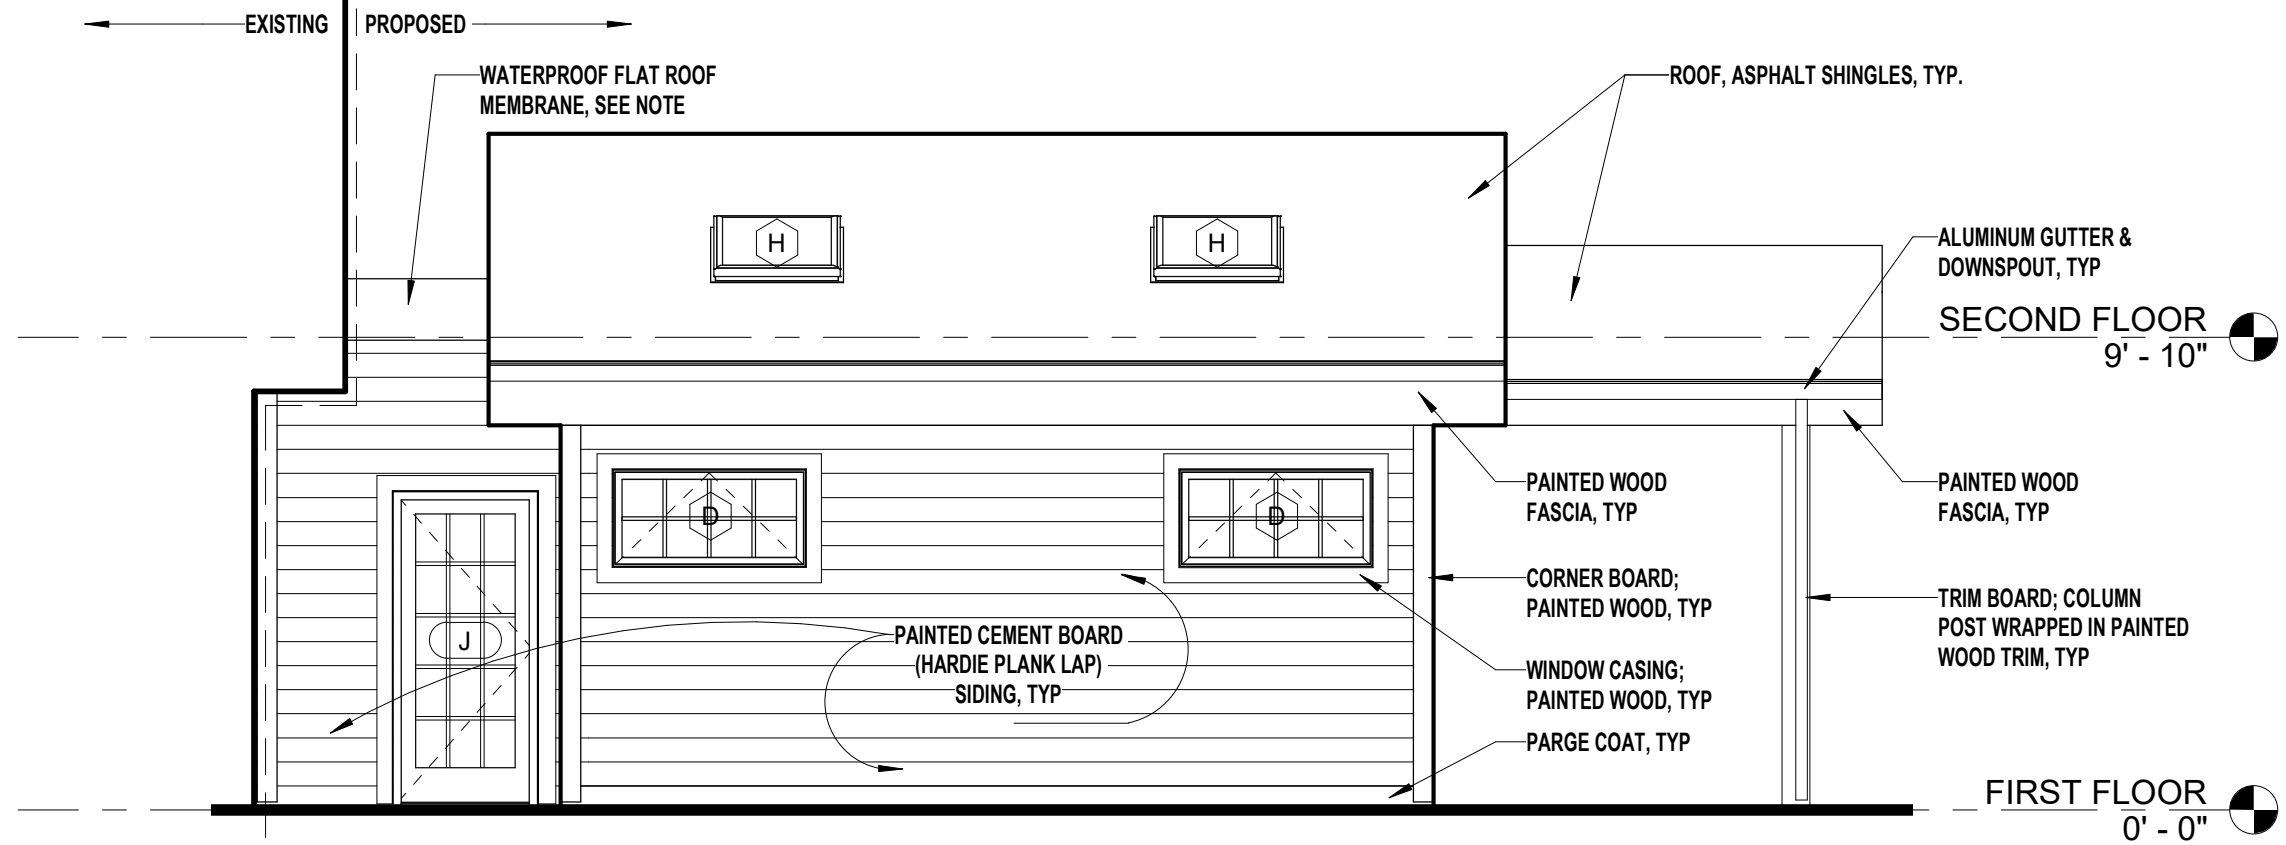 EXISTING
PROPOSED
WATERPROOF FLAT ROOF
MEMBRANE, SEE NOTE
ROOF, ASPHALT SHINGLES, TYP.
H
H
ALUMINUM GUTTER &
DOWNSPOUT, TYP
SECOND FLOOR
9' - 10"
D
D
PAINTED WOOD
FASCIA, TYP
PAINTED WOOD
FASCIA, TYP
CORNER BOARD;
PAINTED WOOD, TYP
TRIM BOARD; COLUMN
POST WRAPPED IN PAINTED
WOOD TRIM, TYP
J
PAINTED CEMENT BOARD
(HARDIE PLANK LAP)
SIDING, TYP
WINDOW CASING;
PAINTED WOOD, TYP
PARGE COAT, TYP
FIRST FLOOR
0' - 0"